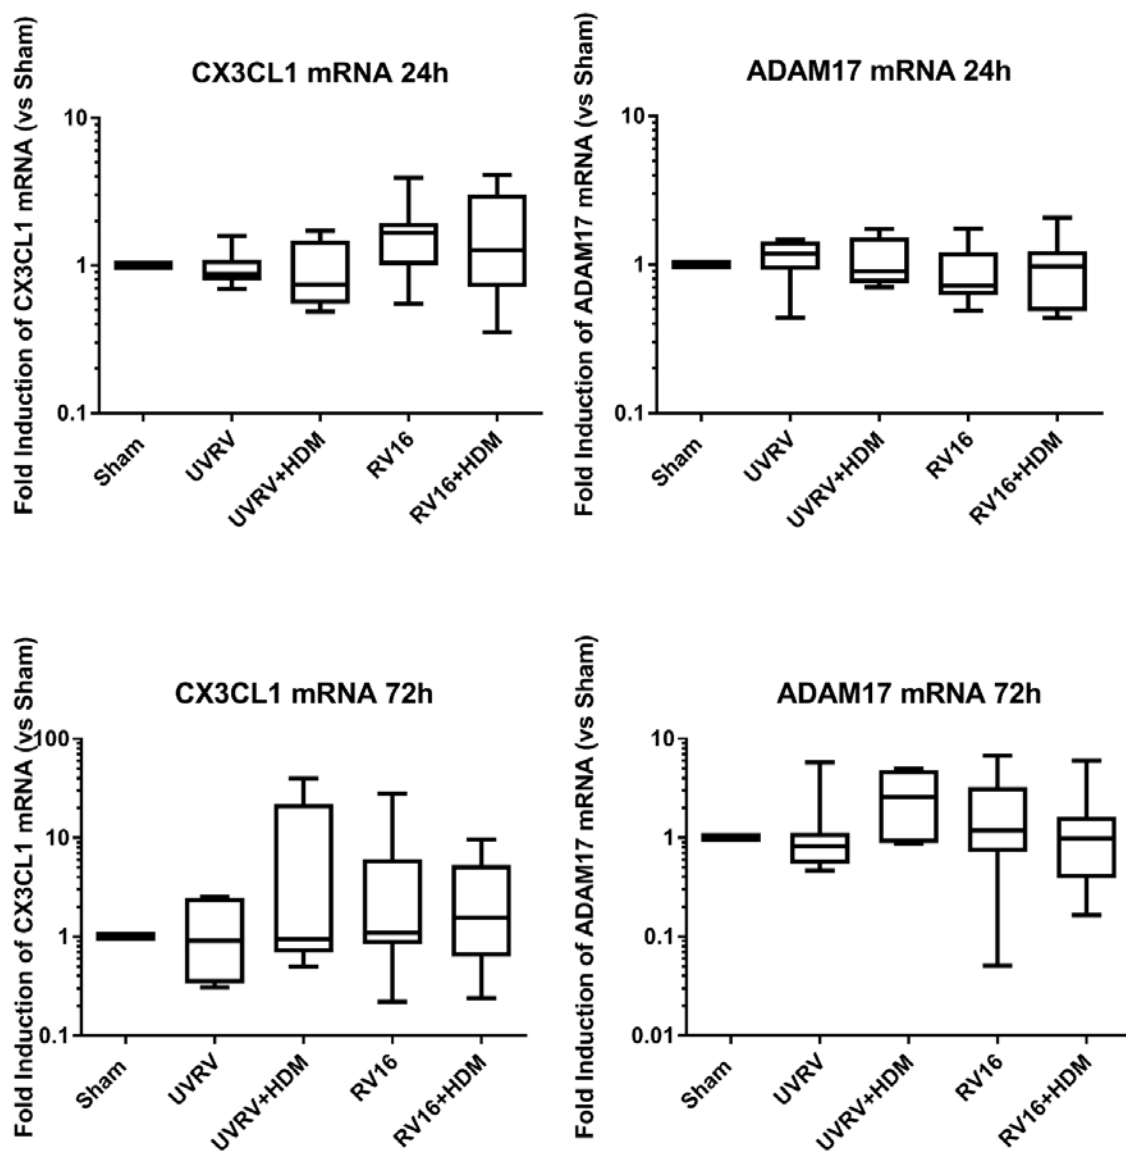 CX3CL1 mRNA 24h
Fold Induction of CX3CL1 mRNA (vs Sham)
10
1
0.1
Sham
UVRV
UVRV+HDM
RV16
RV16+HDM
ADAM17 mRNA 24h
Fold Induction of ADAM17 mRNA (vs Sham)
10
1
0.1
Sham
UVRV
UVRV+HDM
RV16
RV16+HDM
CX3CL1 mRNA 72h
Fold Induction of CX3CL1 mRNA (vs Sham)
100
10
1
0.1
Sham
UVRV
UVRV+HDM
RV16
RV16+HDM
ADAM17 mRNA 72h
Fold Induction of ADAM17 mRNA (vs Sham)
10
1
0.1
0.01
Sham
UVRV
UVRV+HDM
RV16
RV16+HDM